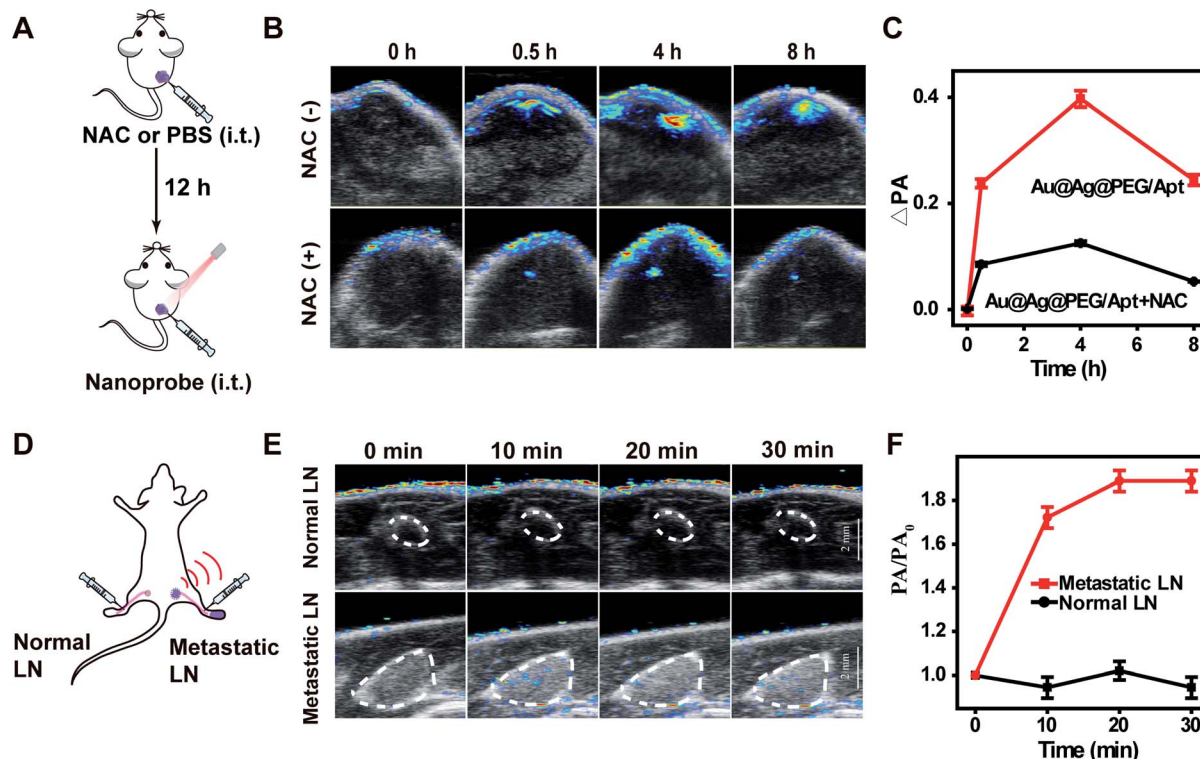 A
NAC or PBS (i.t.)
12 h
Nanoprobe (i.t.)
B
0 h 0.5 h 4 h 8 h
NAC (-)
NAC (+)
C
△PA
0.4
0.2
0.0
Au@Ag@PEG/Apt
Au@Ag@PEG/Apt+NAC
0 2 4 6 8
Time (h)
D
Normal
LN
Metastatic
LN
E
0 min 10 min 20 min 30 min
Normal LN
2 mm
Metastatic LN
2 mm
F
PA/PA₀
1.8
1.6
1.4
1.2
1.0
Metastatic LN
Normal LN
0 10 20 30
Time (min)